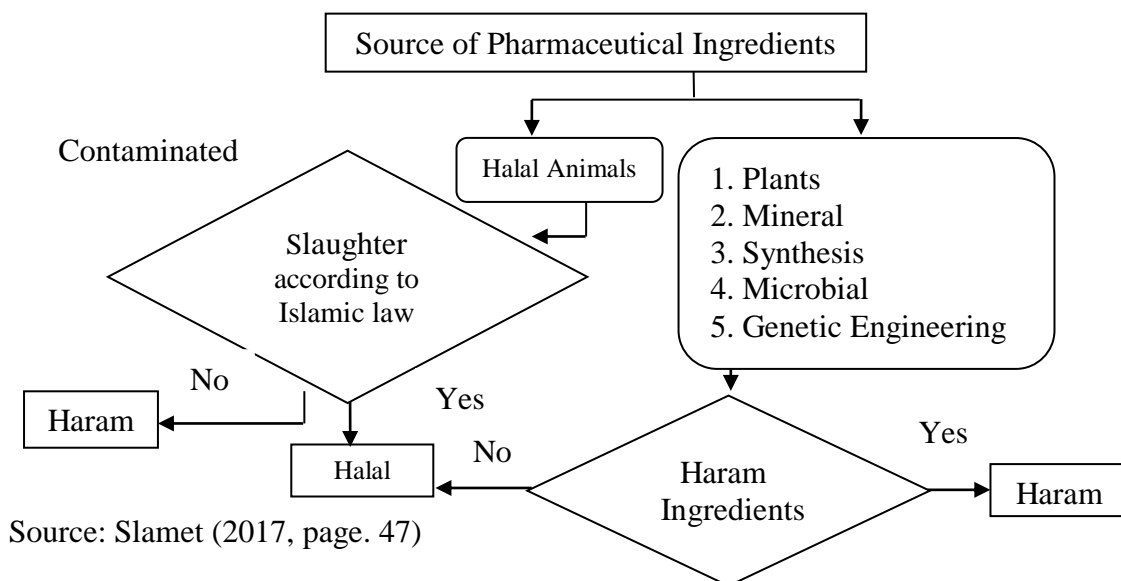 Source of Pharmaceutical Ingredients
Contaminated
Halal Animals
1. Plants
2. Mineral
3. Synthesis
4. Microbial
5. Genetic Engineering
Slaughter
according to
Islamic law
No
Yes
Haram
Halal
No
Yes
Haram
Ingredients
Haram
Source: Slamet (2017, page. 47)